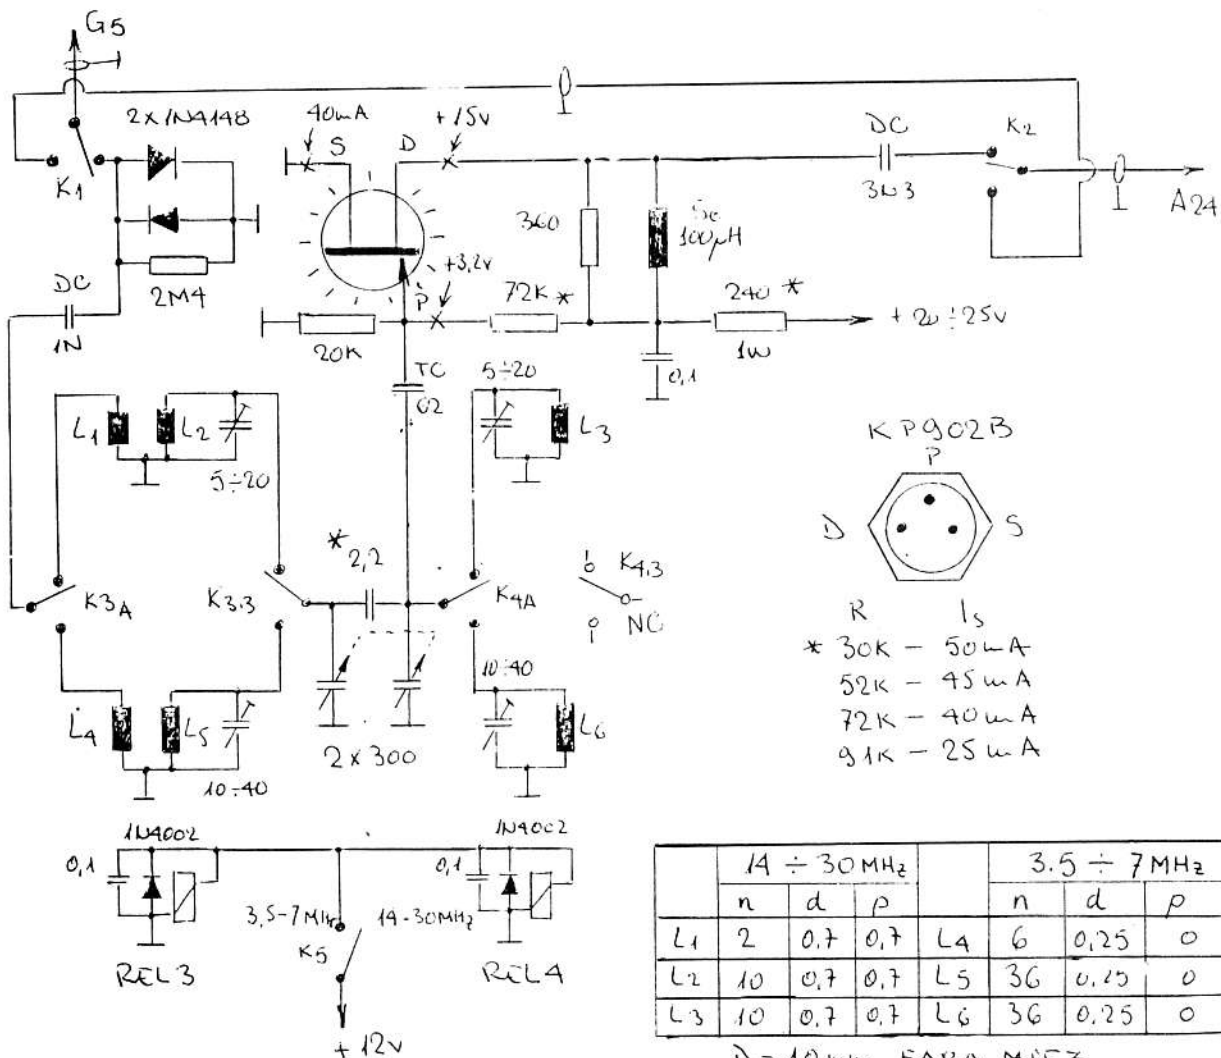 G5
2x1N4148
40mA
S
D
+15v
DC
3N3
K2
A24
K1
2M4
DC
1N
360
100µH
+3,2v
P
20K
72K *
240 *
1W
+20÷25v
0,1
TC
62
5÷20
L1
L2
5÷20
L3
KP902B
P
D
S
K3A
K3.3
* 2,2
K4A
K4.3
NC
L4
L5
10÷40
2x300
10÷40
L6
R Is
* 30K - 50mA
52K - 45mA
72K - 40mA
91K - 25mA
1N4002
0,1
REL3
3,5-7MHz
K5
14-30MHz
+12v
1N4002
0,1
REL4
14÷30MHz 3.5÷7MHz
n d p n d p
L1 2 0,7 0,7 L4 6 0,25 0
L2 10 0,7 0,7 L5 36 0,25 0
L3 10 0,7 0,7 L6 36 0,25 0